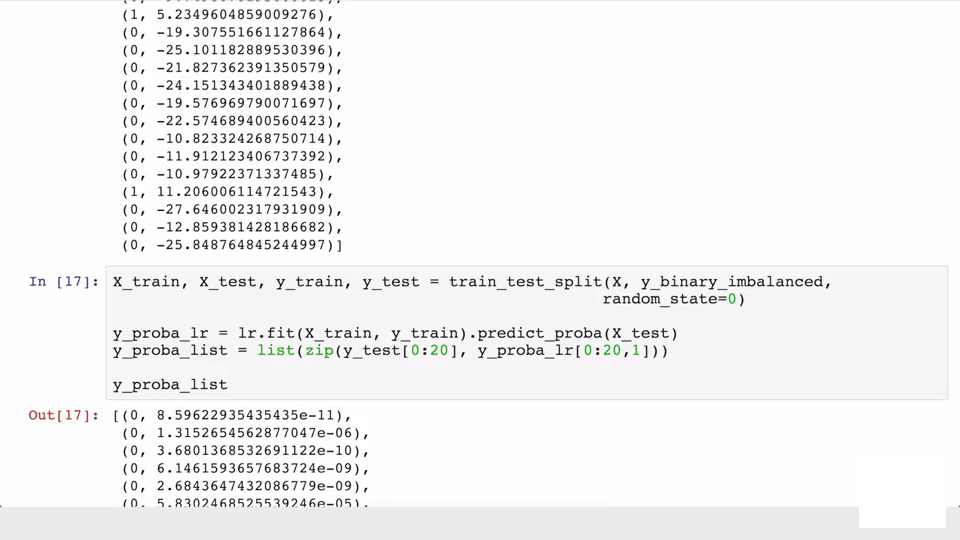 (1, 5.2349604859009276),
(0, -19.307551661127864),
(0, -25.101182889530396),
(0, -21.827362391350579),
(0, -24.151343401889438),
(0, -19.576969790071697),
(0, -22.574689400560423),
(0, -10.823324268750714),
(0, -11.912123406737392),
(0, -10.97922371337485),
(1, 11.206006114721543),
(0, -27.646002317931909),
(0, -12.859381428186682),
(0, -25.848764845244997)]
In [17]: X_train, X_test, y_train, y_test = train_test_split(X, y_binary_imbalanced,
random_state=0)
y_proba_lr = lr.fit(X_train, y_train).predict_proba(X_test)
y_proba_list = list(zip(y_test[0:20], y_proba_lr[0:20,1]))
y_proba_list
Out[17]: [(0, 8.59622935435435e-11),
(0, 1.3152654562877047e-06),
(0, 3.6801368532691122e-10),
(0, 6.1461593657683724e-09),
(0, 2.6843647432086779e-09),
(0, 5.8302468525539246e-05),